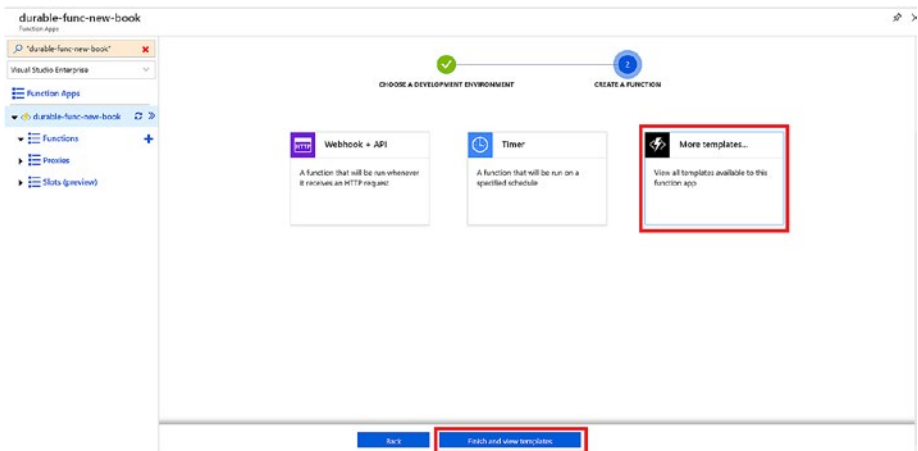 durable-func-new-book
Function Apps
"durable-func-new-book"
Visual Studio Enterprise
Function Apps
durable-func-new-book
Functions
Proxies
Slots (preview)
2
CHOOSE A DEVELOPMENT ENVIRONMENT
CREATE A FUNCTION
HTTP
Webhook + API
A function that will be run whenever
it receives an HTTP request
Timer
A function that will be run on a
specified schedule
More templates...
View all templates available to this
function app
Back
Finish and view templates